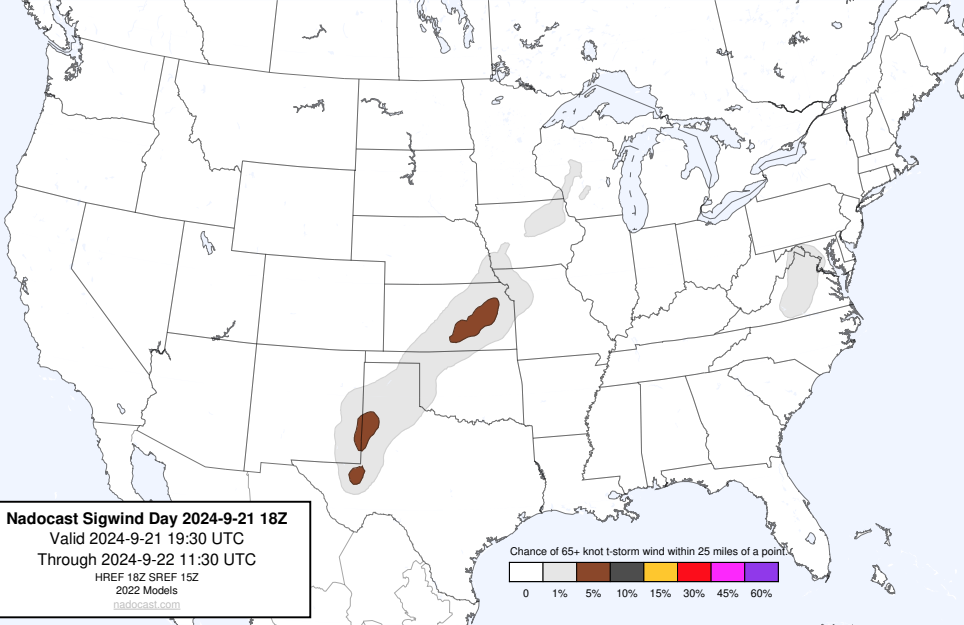 Nadocast Sigwind Day 2024-9-21 18Z
Valid 2024-9-21 19:30 UTC
Through 2024-9-22 11:30 UTC
HREF 18Z SREF 15Z
2022 Models
nadocast.com
Chance of 65+ knot t-storm wind within 25 miles of a point.
0 1% 5% 10% 15% 30% 45% 60%